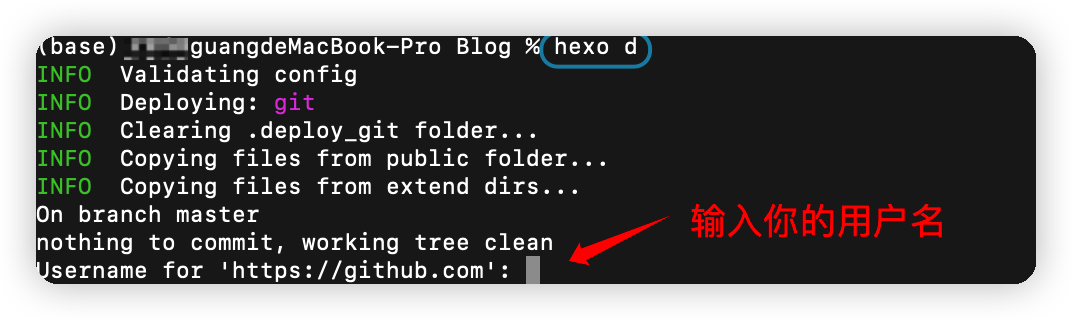 (base) guangdeMacBook-Pro Blog % hexo d
INFO  Validating config
INFO  Deploying: git
INFO  Clearing .deploy_git folder...
INFO  Copying files from public folder...
INFO  Copying files from extend dirs...
On branch master
nothing to commit, working tree clean
Username for 'https://github.com':
输入你的用户名